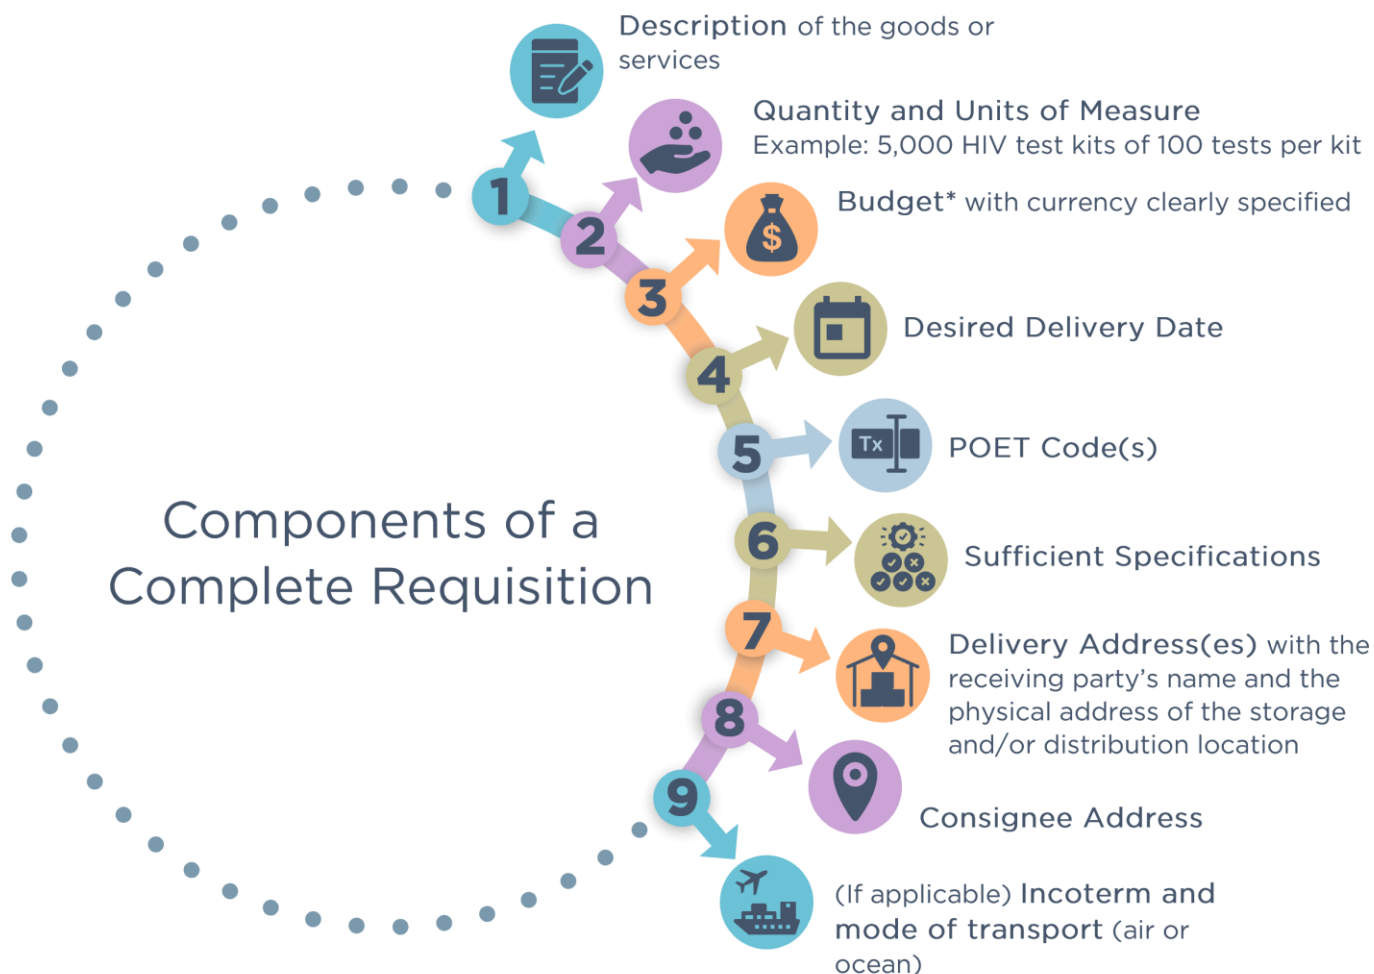 Description of the goods or
services
Quantity and Units of Measure
Example: 5,000 HIV test kits of 100 tests per kit
Budget* with currency clearly specified
Desired Delivery Date
POET Code(s)
Sufficient Specifications
Delivery Address(es) with the
receiving party's name and the
physical address of the storage
and/or distribution location
Consignee Address
(If applicable) Incoterm and
mode of transport (air or
ocean)
1
2
3
$
4
5
Tx
6
7
8
9
Components of a
Complete Requisition